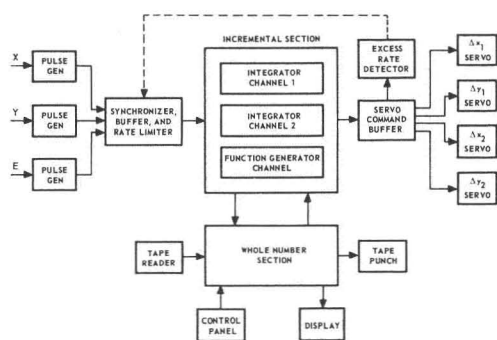 X
PULSE
GEN
Y
PULSE
GEN
E
PULSE
GEN
SYNCHRONIZER,
BUFFER, AND
RATE LIMITER
INCREMENTAL SECTION
INTEGRATOR
CHANNEL 1
INTEGRATOR
CHANNEL 2
FUNCTION GENERATOR
CHANNEL
EXCESS
RATE
DETECTOR
SERVO
COMMAND
BUFFER
Δx1
SERVO
Δy1
SERVO
Δx2
SERVO
Δy2
SERVO
TAPE
READER
WHOLE NUMBER
SECTION
TAPE
PUNCH
CONTROL
PANEL
DISPLAY